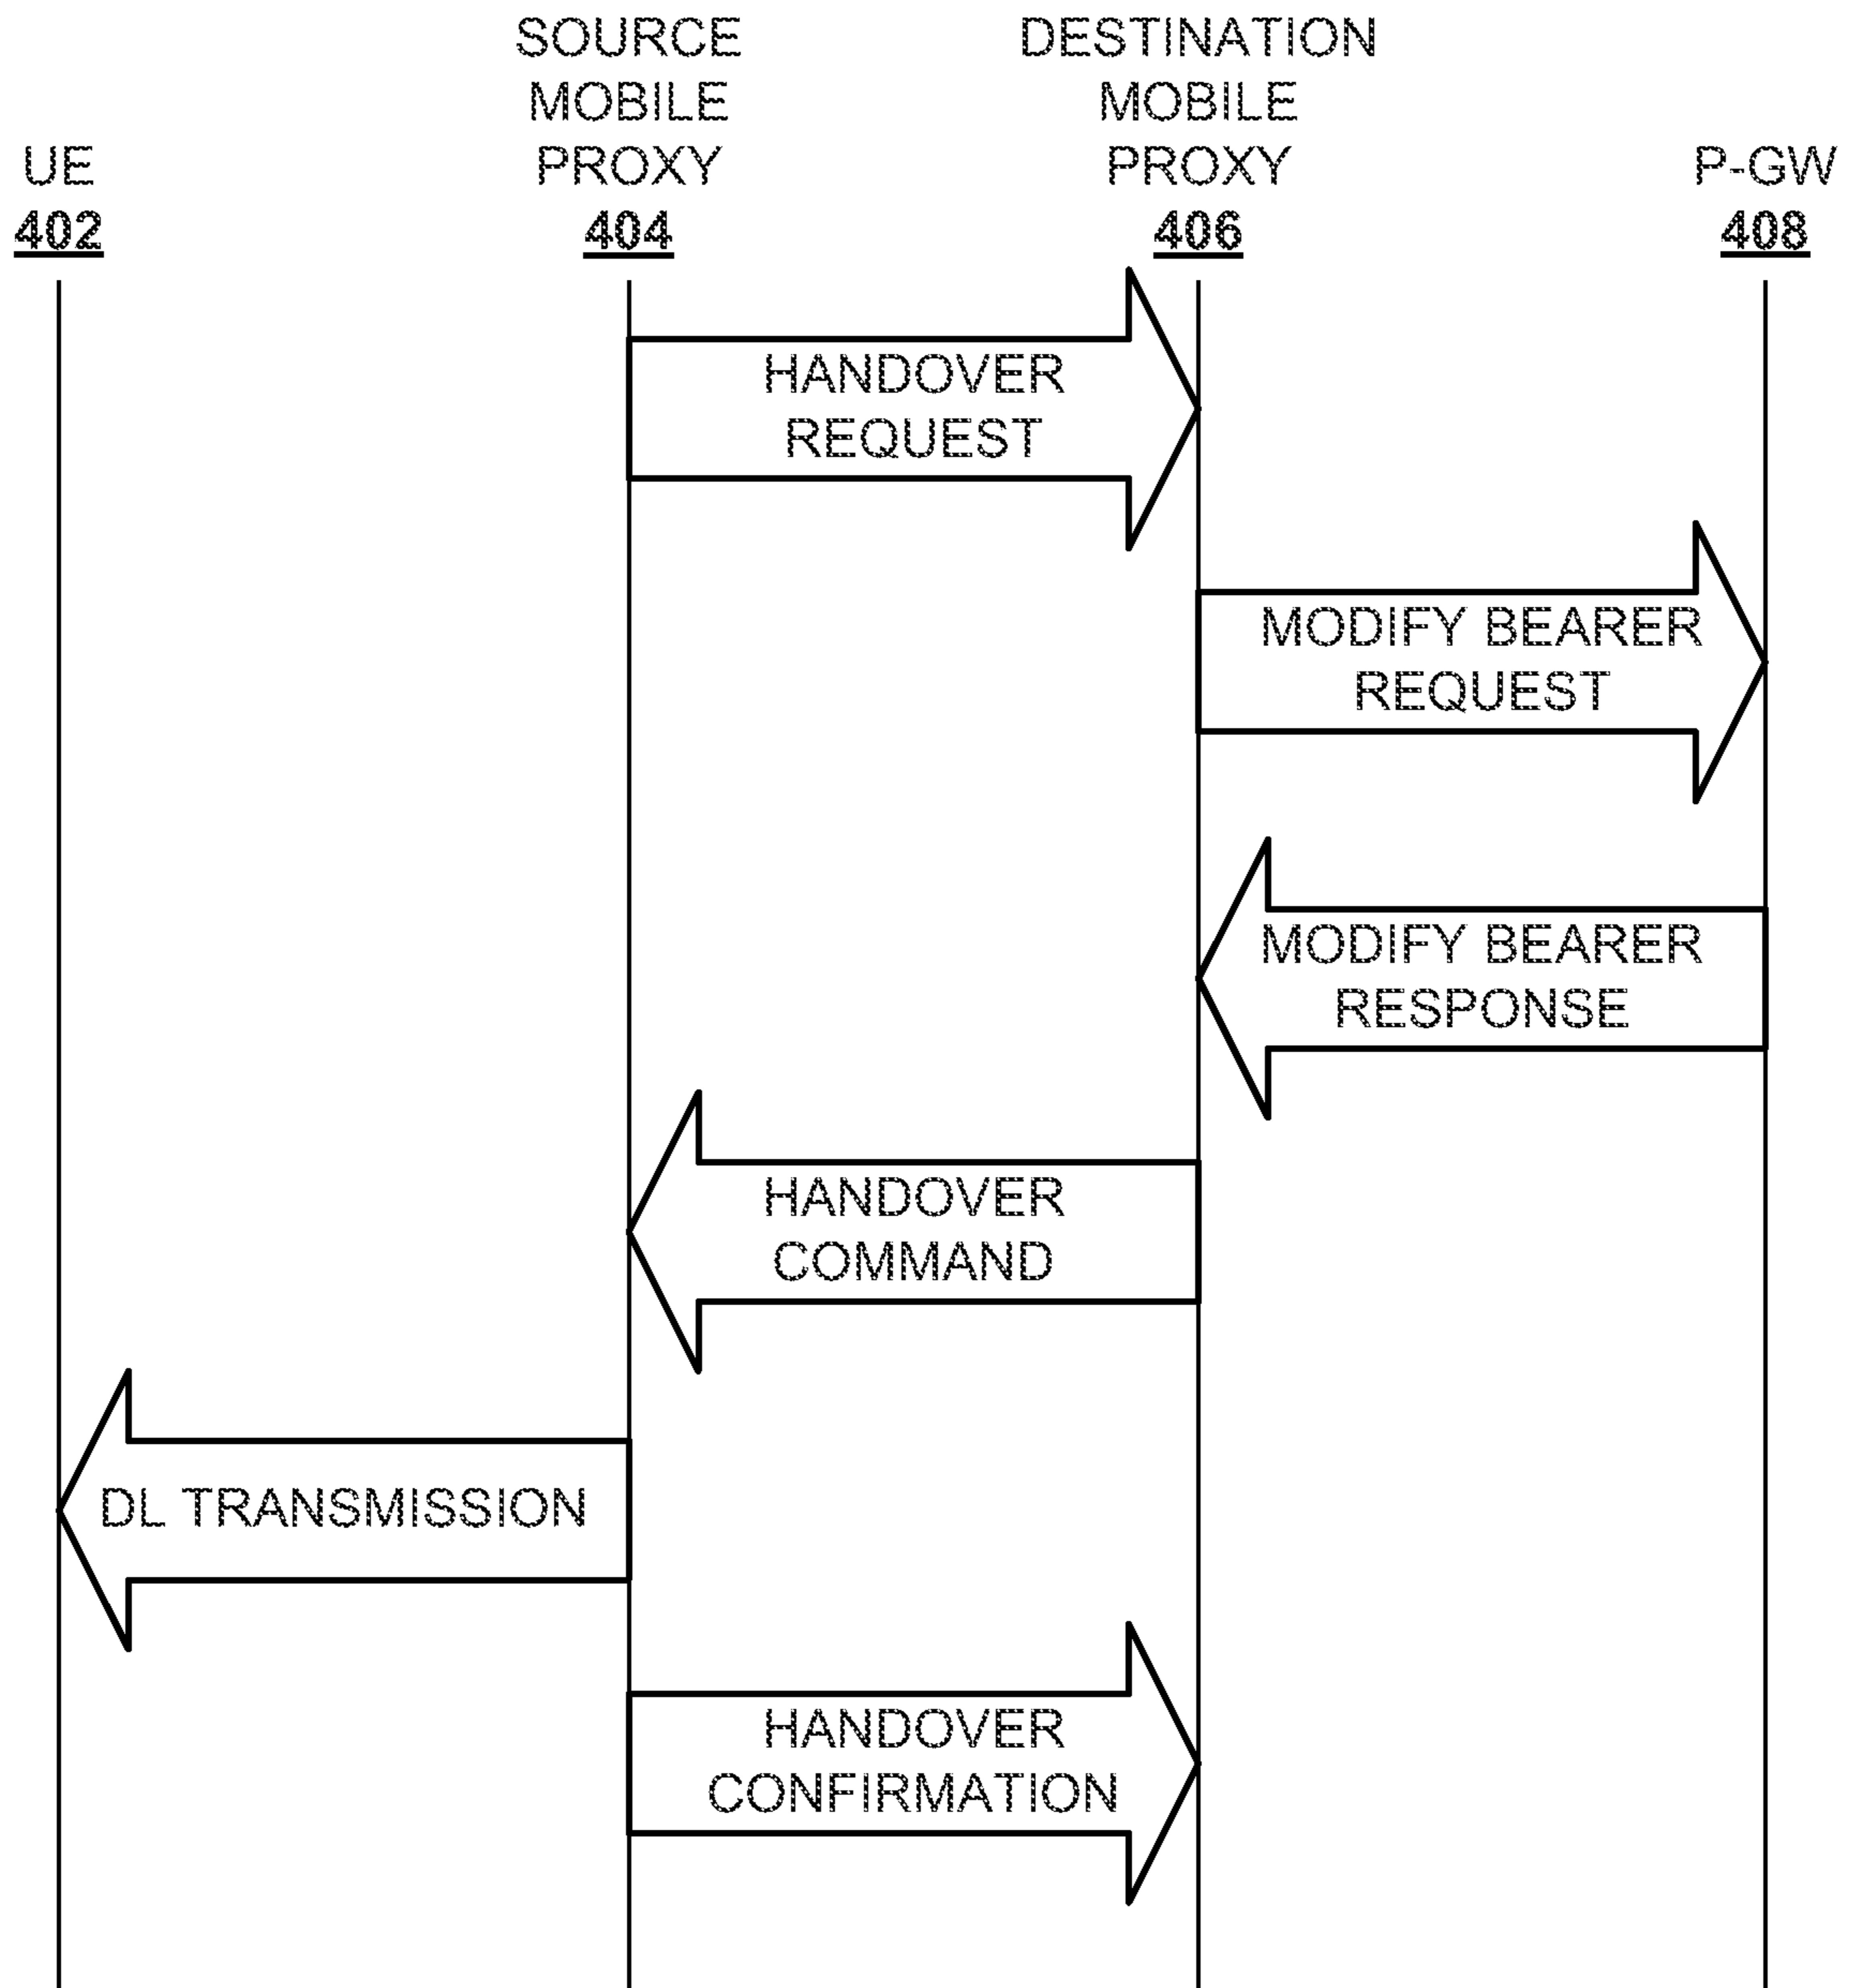 SOURCE
MOBILE
PROXY
404
DESTINATION
MOBILE
PROXY
406
UE
402
P-GW
408
HANDOVER
REQUEST
MODIFY BEARER
REQUEST
MODIFY BEARER
RESPONSE
HANDOVER
COMMAND
DL TRANSMISSION
HANDOVER
CONFIRMATION